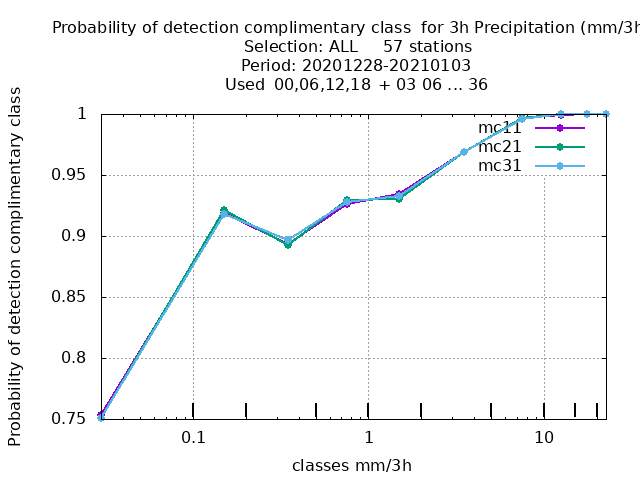 Probability of detection complimentary class  for 3h Precipitation (mm/3h
Selection: ALL     57 stations
Period: 20201228-20210103
Used  00,06,12,18  + 03 06 ... 36
Probability of detection complimentary class
1
0.95
0.9
0.85
0.8
0.75
mc11
mc21
mc31
0.1
1
10
classes mm/3h